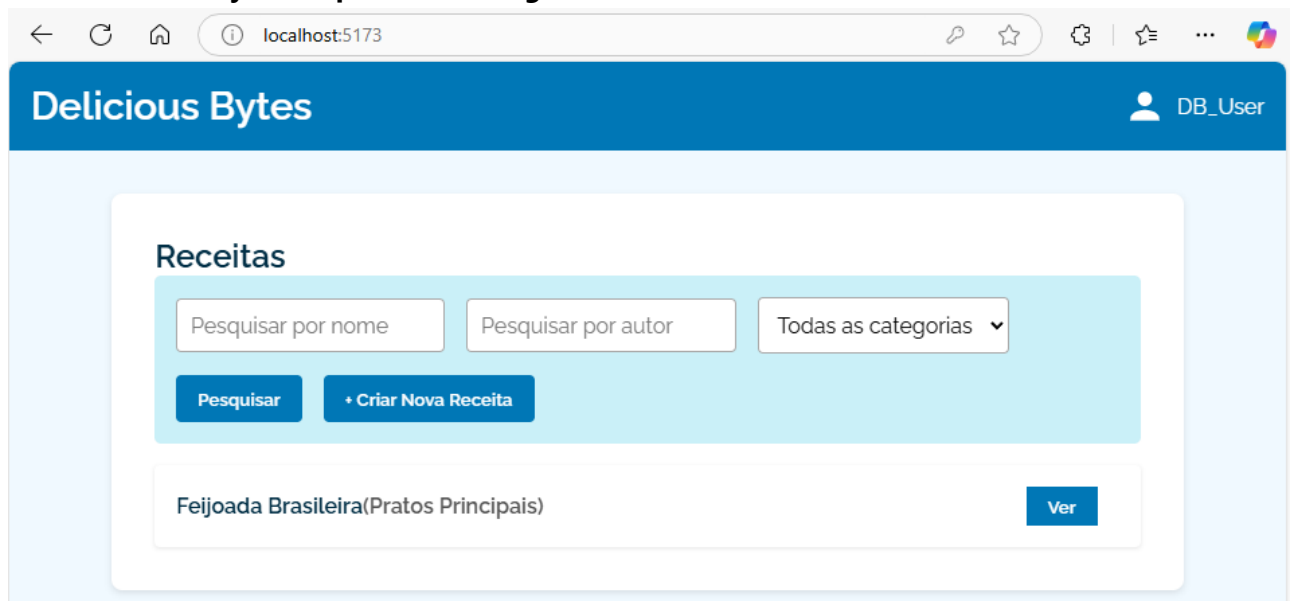 localhost:5173
Delicious Bytes
DB_User
Receitas
Pesquisar por nome
Pesquisar por autor
Todas as categorias
Pesquisar
+ Criar Nova Receita
Feijoada Brasileira(Pratos Principais)
Ver